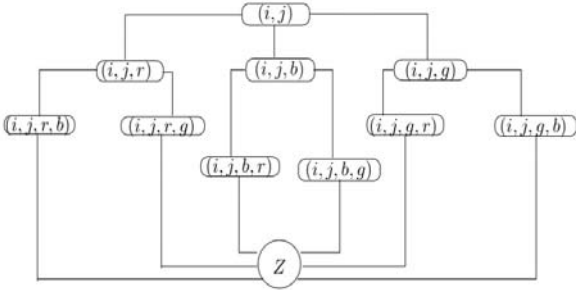 (i, j)
(i, j, r)
(i, j, b)
(i, j, g)
(i, j, r, b)
(i, j, r, g)
(i, j, g, r)
(i, j, g, b)
(i, j, b, r)
(i, j, b, g)
Z